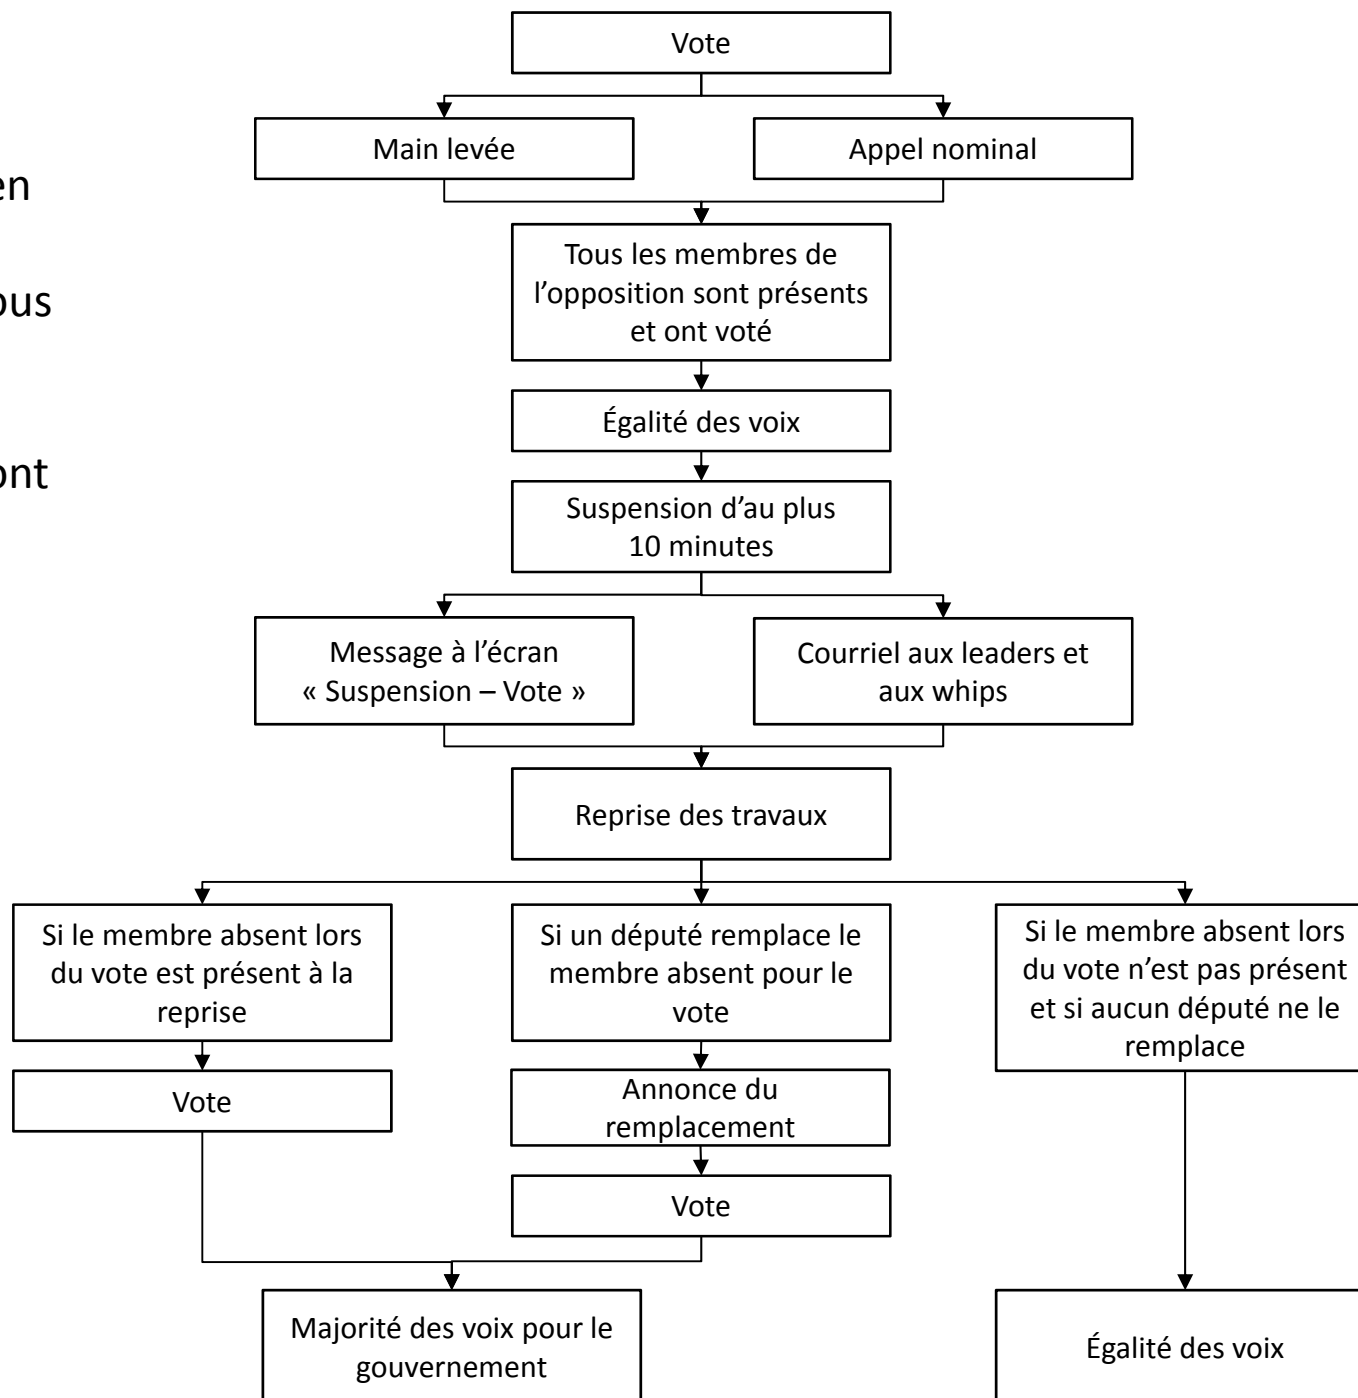 Vote
Main levée
Appel nominal
en
ous
ont
Tous les membres de
l’opposition sont présents
et ont voté
Égalité des voix
Suspension d’au plus
10 minutes
Message à l’écran
« Suspension – Vote »
Courriel aux leaders et
aux whips
Reprise des travaux
Si le membre absent lors
du vote est présent à la
reprise
Si un député remplace le
membre absent pour le
vote
Si le membre absent lors
du vote n’est pas présent
et si aucun député ne le
remplace
Vote
Annonce du
remplacement
Vote
Majorité des voix pour le
gouvernement
Égalité des voix